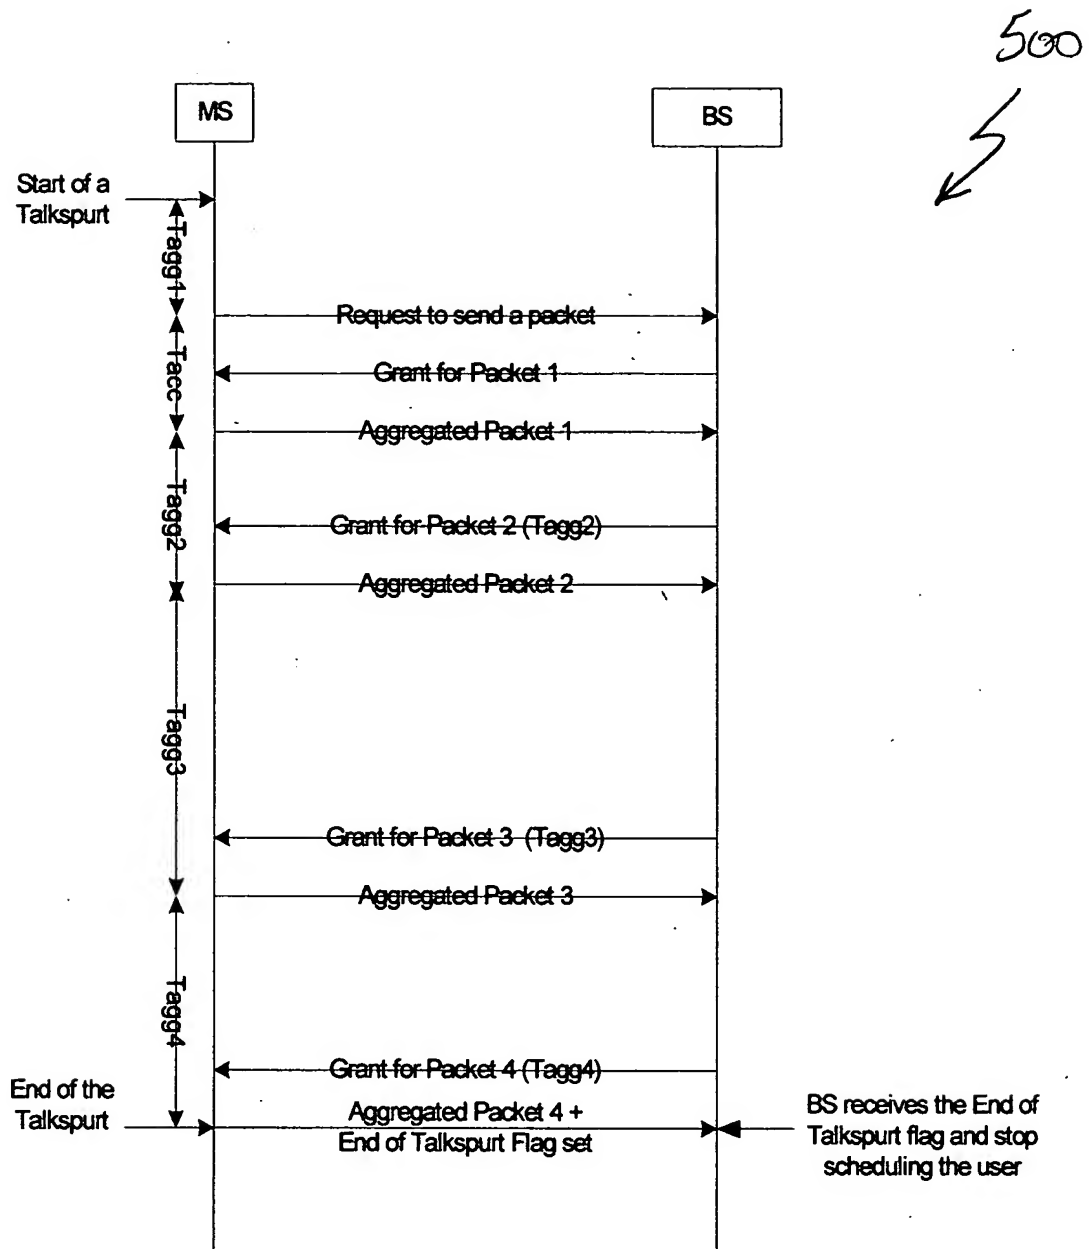 500
MS
BS
Start of a
Talkspurt
Tagg1
Request to send a packet
Tacc
Grant for Packet 1
Aggregated Packet 1
Tagg2
Grant for Packet 2 (Tagg2)
Aggregated Packet 2
Tagg3
Grant for Packet 3 (Tagg3)
Aggregated Packet 3
Tagg4
Grant for Packet 4 (Tagg4)
End of the
Talkspurt
Aggregated Packet 4 +
End of Talkspurt Flag set
BS receives the End of
Talkspurt flag and stop
scheduling the user